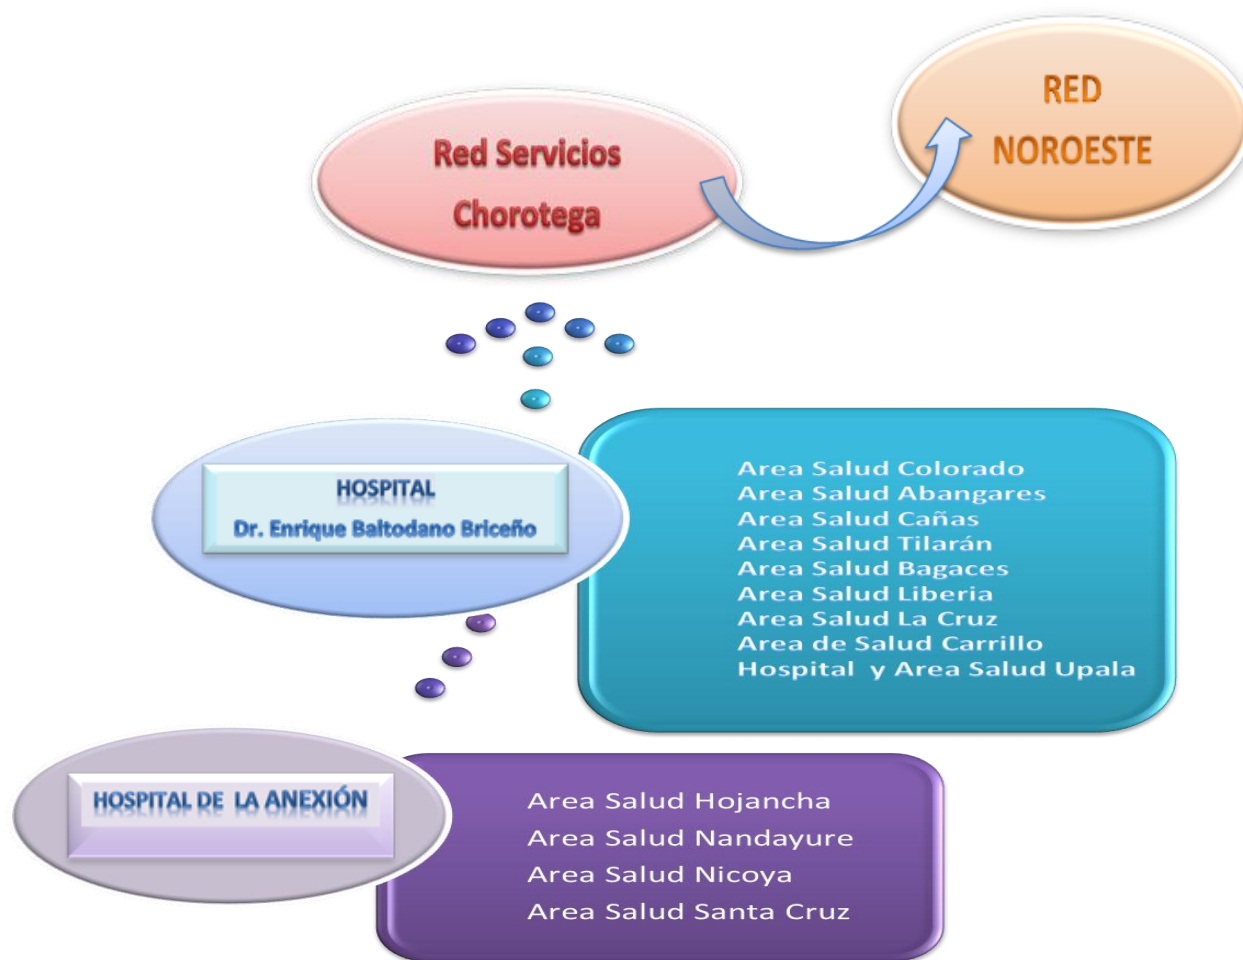 RED
NOROESTE
Red Servicios
Chorotega
HOSPITAL
Dr. Enrique Baltodano Briceño
Area Salud Colorado
Area Salud Abangares
Area Salud Cañas
Area Salud Tilarán
Area Salud Bagaces
Area Salud Liberia
Area Salud La Cruz
Area de Salud Carrillo
Hospital y Area Salud Upala
HOSPITAL DE LA ANEXIÓN
Area Salud Hojancha
Area Salud Nandayure
Area Salud Nicoya
Area Salud Santa Cruz